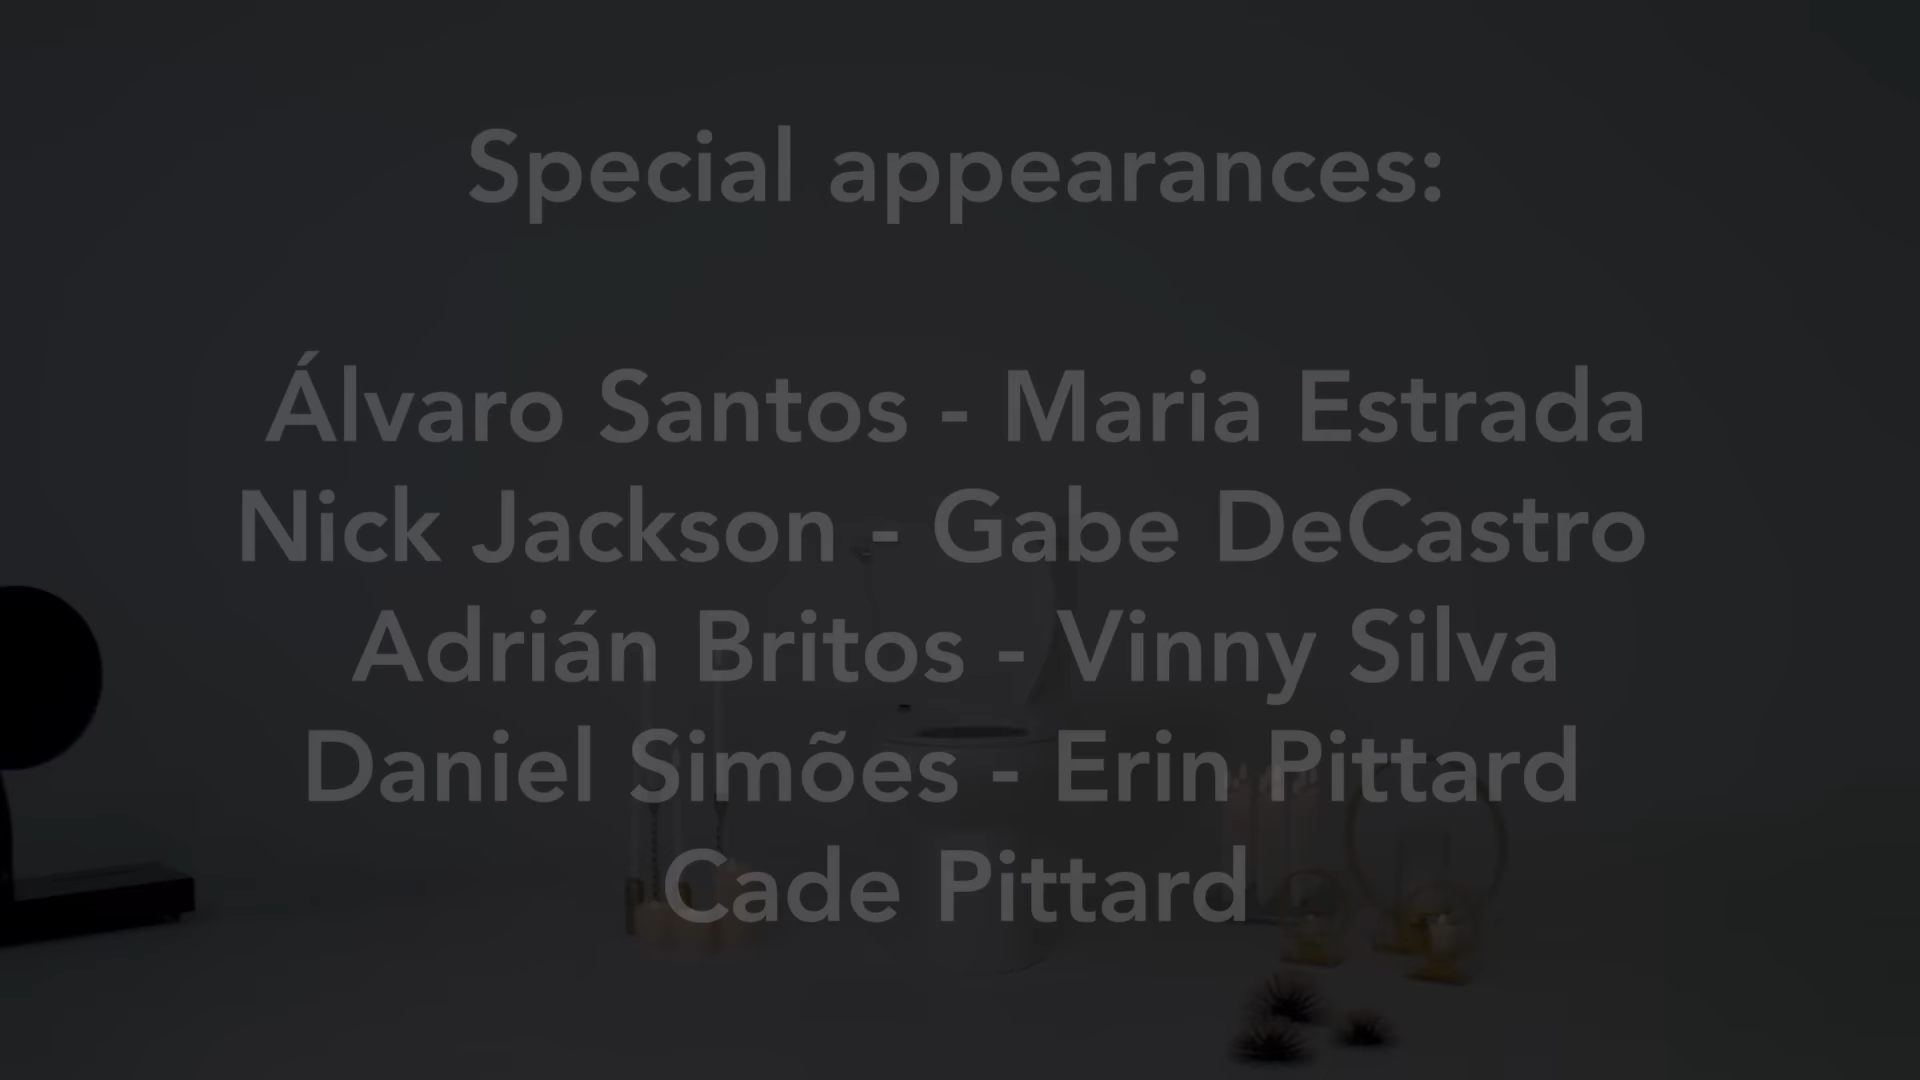 Special appearances:
Álvaro Santos - Maria Estrada
Nick Jackson - Gabe DeCastro
Adrián Britos - Vinny Silva
Daniel Simões - Erin Pittard
Cade Pittard